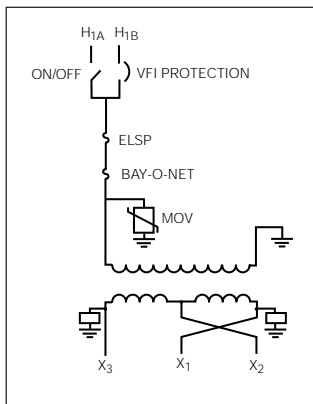 H1A H1B
ON/OFF VFI PROTECTION
ELSP
BAY-O-NET
MOV
X3 X1 X2